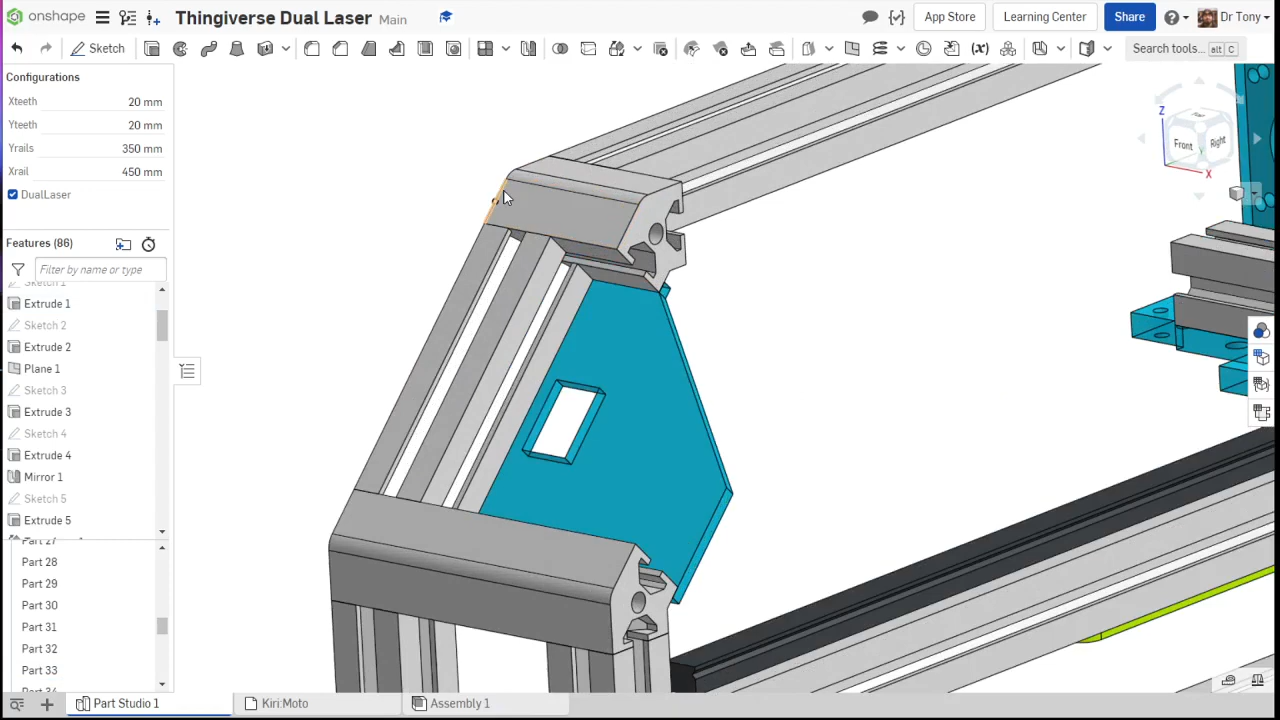 onshape
Thingiverse Dual Laser Main
App Store
Learning Center
Share
Dr Tony
Sketch
Search tools... alt C
Configurations
Xteeth 20 mm
Yteeth 20 mm
Yrails 350 mm
Xrail 450 mm
DualLaser
Features (86)
Filter by name or type
Sketch 1
Extrude 1
Sketch 2
Extrude 2
Plane 1
Sketch 3
Extrude 3
Sketch 4
Extrude 4
Mirror 1
Sketch 5
Extrude 5
Part 28
Part 29
Part 30
Part 31
Part 32
Part 33
Z
Front
Right
X
Part Studio 1
Kiri:Moto
Assembly 1